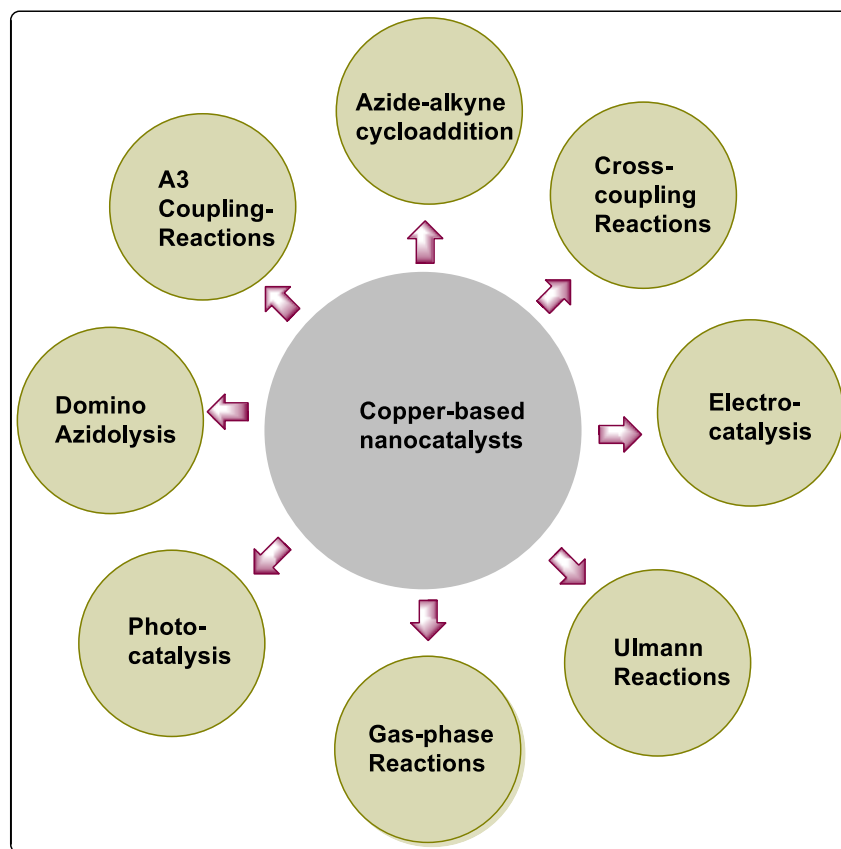 Azide-alkyne
cycloaddition
Cross-
coupling
Reactions
A3
Coupling-
Reactions
Electro-
catalysis
Domino
Azidolysis
Copper-based
nanocatalysts
Photo-
catalysis
Ulmann
Reactions
Gas-phase
Reactions